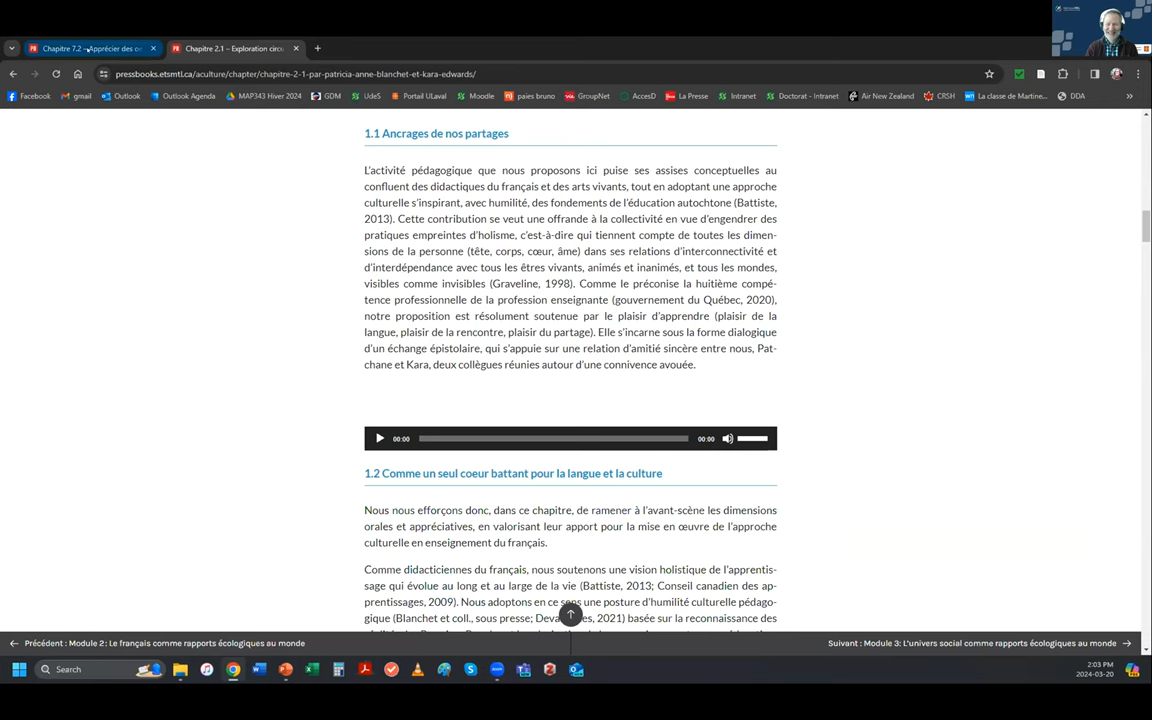 Chapitre 7.2 – Apprécier des oe
Chapitre 2.1 – Exploration circu
pressbooks.etsmtl.ca/aculture/chapter/chapitre-2-1-par-patricia-anne-blanchet-et-kara-edwards/
Facebook gmail Outlook Outlook Agenda MAP343 Hiver 2024 GDM UdeS Portail ULaval Moodle paies bruno GroupNet AccesD La Presse Intranet Doctorat - Intranet Air New Zealand CRSH La classe de Martine... DDA
1.1 Ancrages de nos partages
L'activité pédagogique que nous proposons ici puise ses assises conceptuelles au
confluent des didactiques du français et des arts vivants, tout en adoptant une approche
culturelle s'inspirant, avec humilité, des fondements de l'éducation autochtone (Battiste,
2013). Cette contribution se veut une offrande à la collectivité en vue d'engendrer des
pratiques empreintes d'holisme, c'est-à-dire qui tiennent compte de toutes les dimen-
sions de la personne (tête, corps, cœur, âme) dans ses relations d'interconnectivité et
d'interdépendance avec tous les êtres vivants, animés et inanimés, et tous les mondes,
visibles comme invisibles (Graveline, 1998). Comme le préconise la huitième compé-
tence professionnelle de la profession enseignante (gouvernement du Québec, 2020),
notre proposition est résolument soutenue par le plaisir d'apprendre (plaisir de la
langue, plaisir de la rencontre, plaisir du partage). Elle s'incarne sous la forme dialogique
d'un échange épistolaire, qui s'appuie sur une relation d'amitié sincère entre nous, Pat-
chane et Kara, deux collègues réunies autour d'une connivence avouée.
00:00 00:00
1.2 Comme un seul coeur battant pour la langue et la culture
Nous nous efforçons donc, dans ce chapitre, de ramener à l'avant-scène les dimensions
orales et appréciatives, en valorisant leur apport pour la mise en œuvre de l'approche
culturelle en enseignement du français.
Comme didacticiennes du français, nous soutenons une vision holistique de l'apprentis-
sage qui évolue au long et au large de la vie (Battiste, 2013; Conseil canadien des ap-
prentissages, 2009). Nous adoptons en ce sens une posture d'humilité culturelle pédago-
gique (Blanchet et coll., sous presse; 2021) basée sur la reconnaissance des
Précédent : Module 2 : Le français comme rapports écologiques au monde
Suivant : Module 3: L'univers social comme rapports écologiques au monde
Search
2:03 PM
2024-03-20